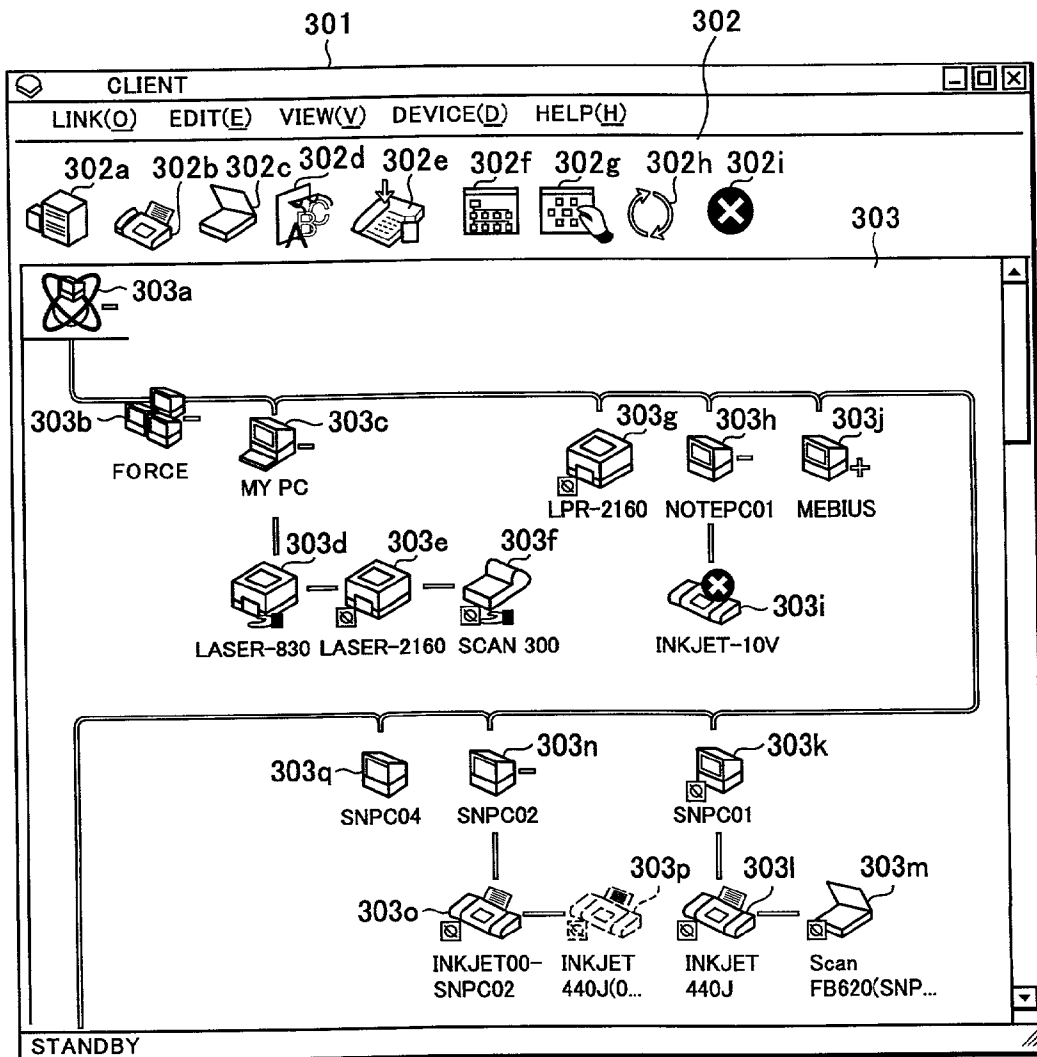 301
302
CLIENT
LINK(O) EDIT(E) VIEW(V) DEVICE(D) HELP(H)
302a 302b 302c 302d 302e 302f 302g 302h 302i
ABC
A
303
303a
303b 303c 303g 303h 303j
FORCE MY PC LPR-2160 NOTEPC01 MEBIUS
303d 303e 303f 303i
LASER-830 LASER-2160 SCAN 300 INKJET-10V
303q 303n 303k
SNPC04 SNPC02 SNPC01
303o 303p 303l 303m
INKJET00- INKJET INKJET Scan
SNPC02 440J(0... 440J FB620(SNP...
STANDBY